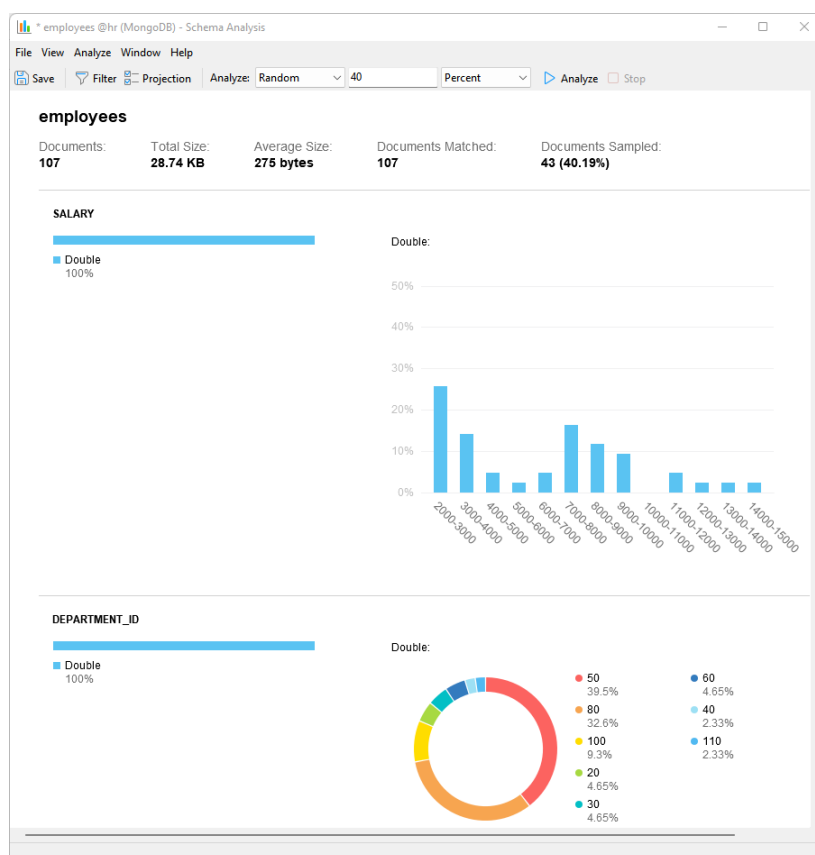 * employees @hr (MongoDB) - Schema Analysis
File View Analyze Window Help
Save Filter Projection Analyze: Random 40 Percent Analyze Stop
employees
Documents: Total Size: Average Size: Documents Matched: Documents Sampled:
107 28.74 KB 275 bytes 107 43 (40.19%)
SALARY
Double:
Double
100%
50%
40%
30%
20%
10%
0%
2000-3000 3000-4000 4000-5000 5000-6000 6000-7000 7000-8000 8000-9000 9000-10000 10000-11000 11000-12000 12000-13000 13000-14000 14000-15000
DEPARTMENT_ID
Double:
Double
100%
50 60
39.5% 4.65%
80 40
32.6% 2.33%
100 110
9.3% 2.33%
20
4.65%
30
4.65%